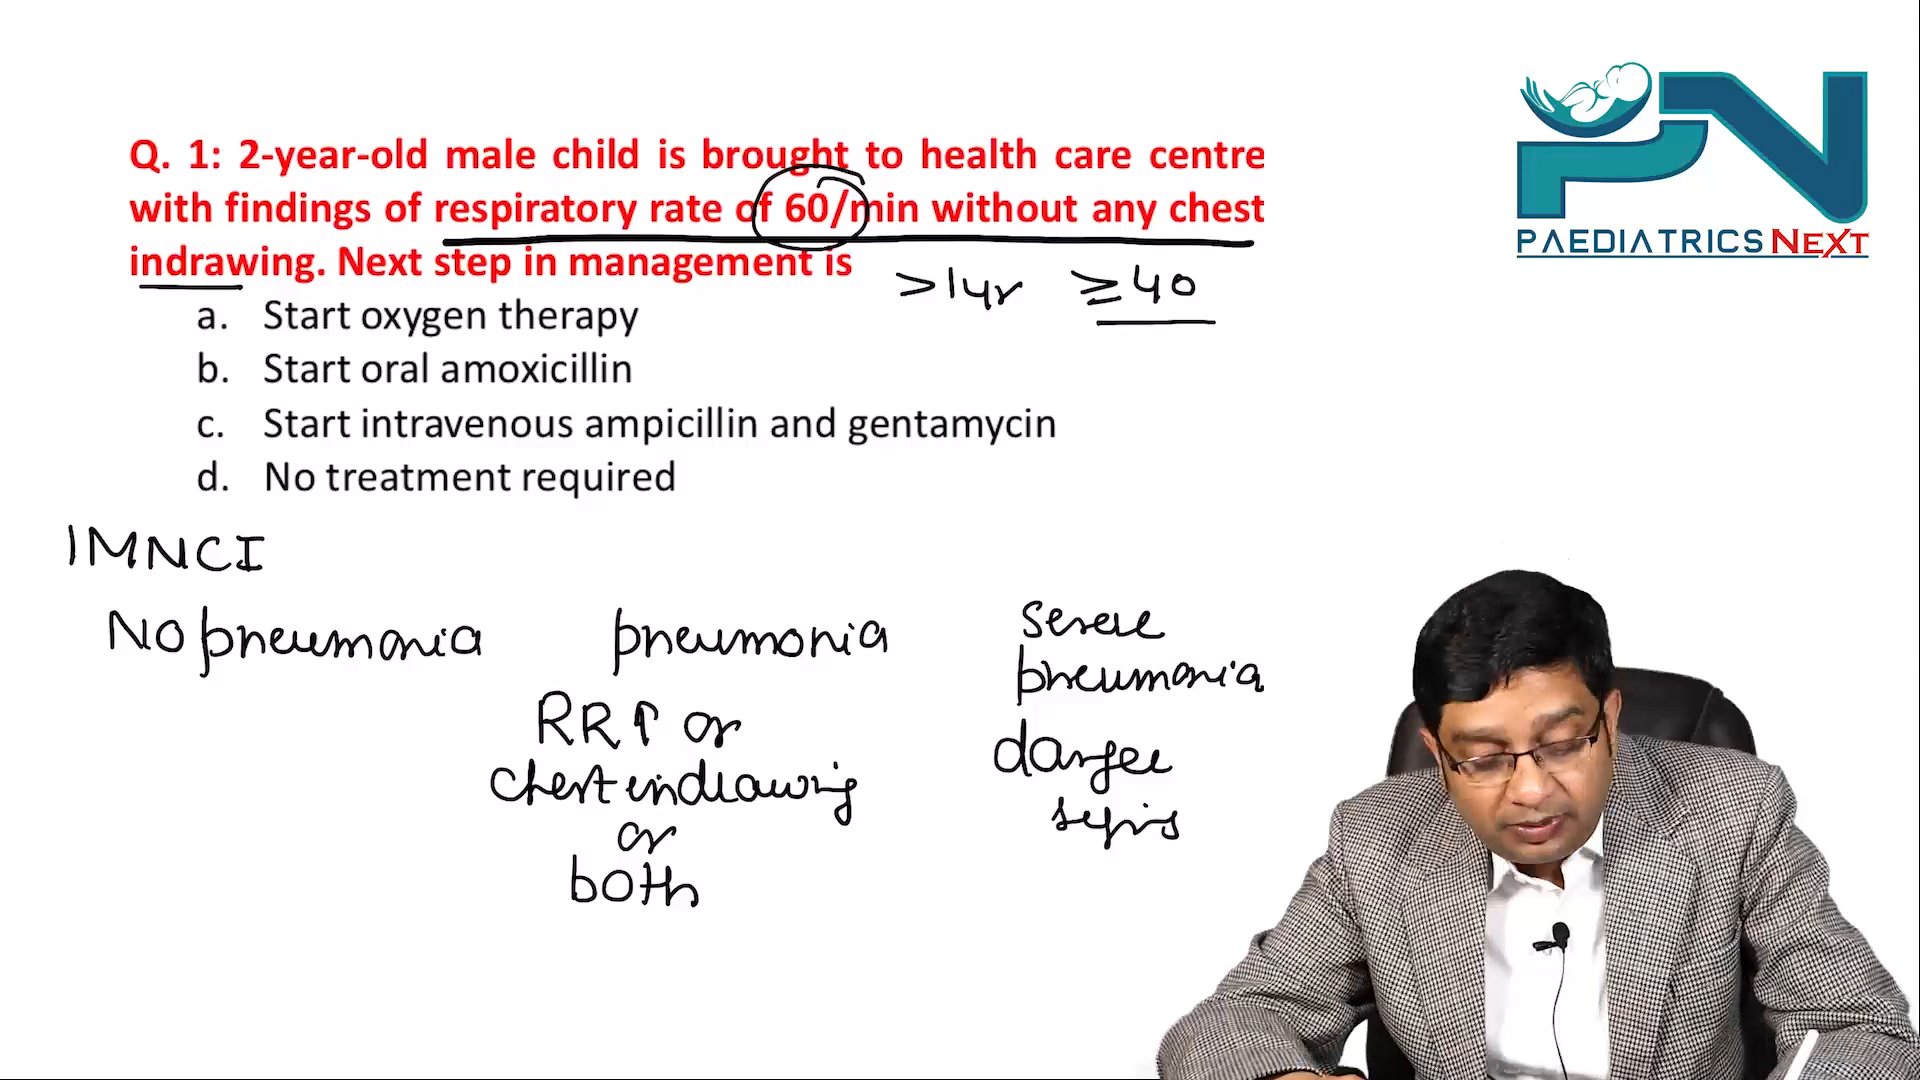 Q. 1: 2-year-old male child is brought to health care centre
with findings of respiratory rate of 60/min without any chest
indrawing. Next step in management is
>1yr ≥40
a. Start oxygen therapy
b. Start oral amoxicillin
c. Start intravenous ampicillin and gentamycin
d. No treatment required
IMNCI
No pneumonia
pneumonia
RR↑ or
chest indrawing
or
both
severe
pneumonia
danger
signs
PN
PAEDIATRICS NEXT